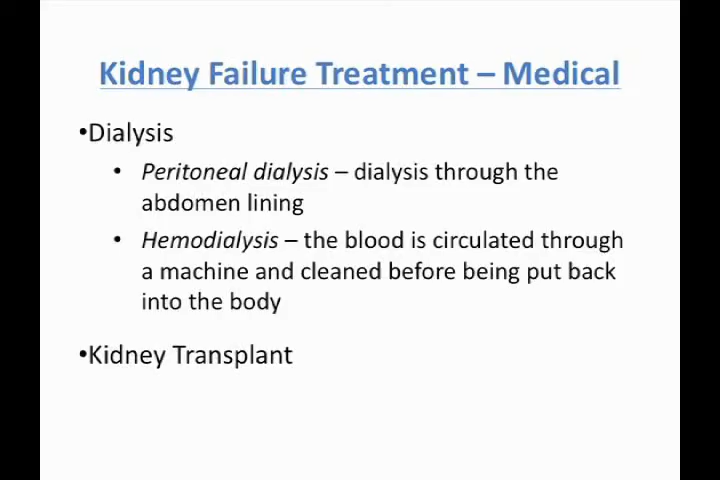 Kidney Failure Treatment – Medical
•Dialysis
• Peritoneal dialysis – dialysis through the
abdomen lining
• Hemodialysis – the blood is circulated through
a machine and cleaned before being put back
into the body
•Kidney Transplant